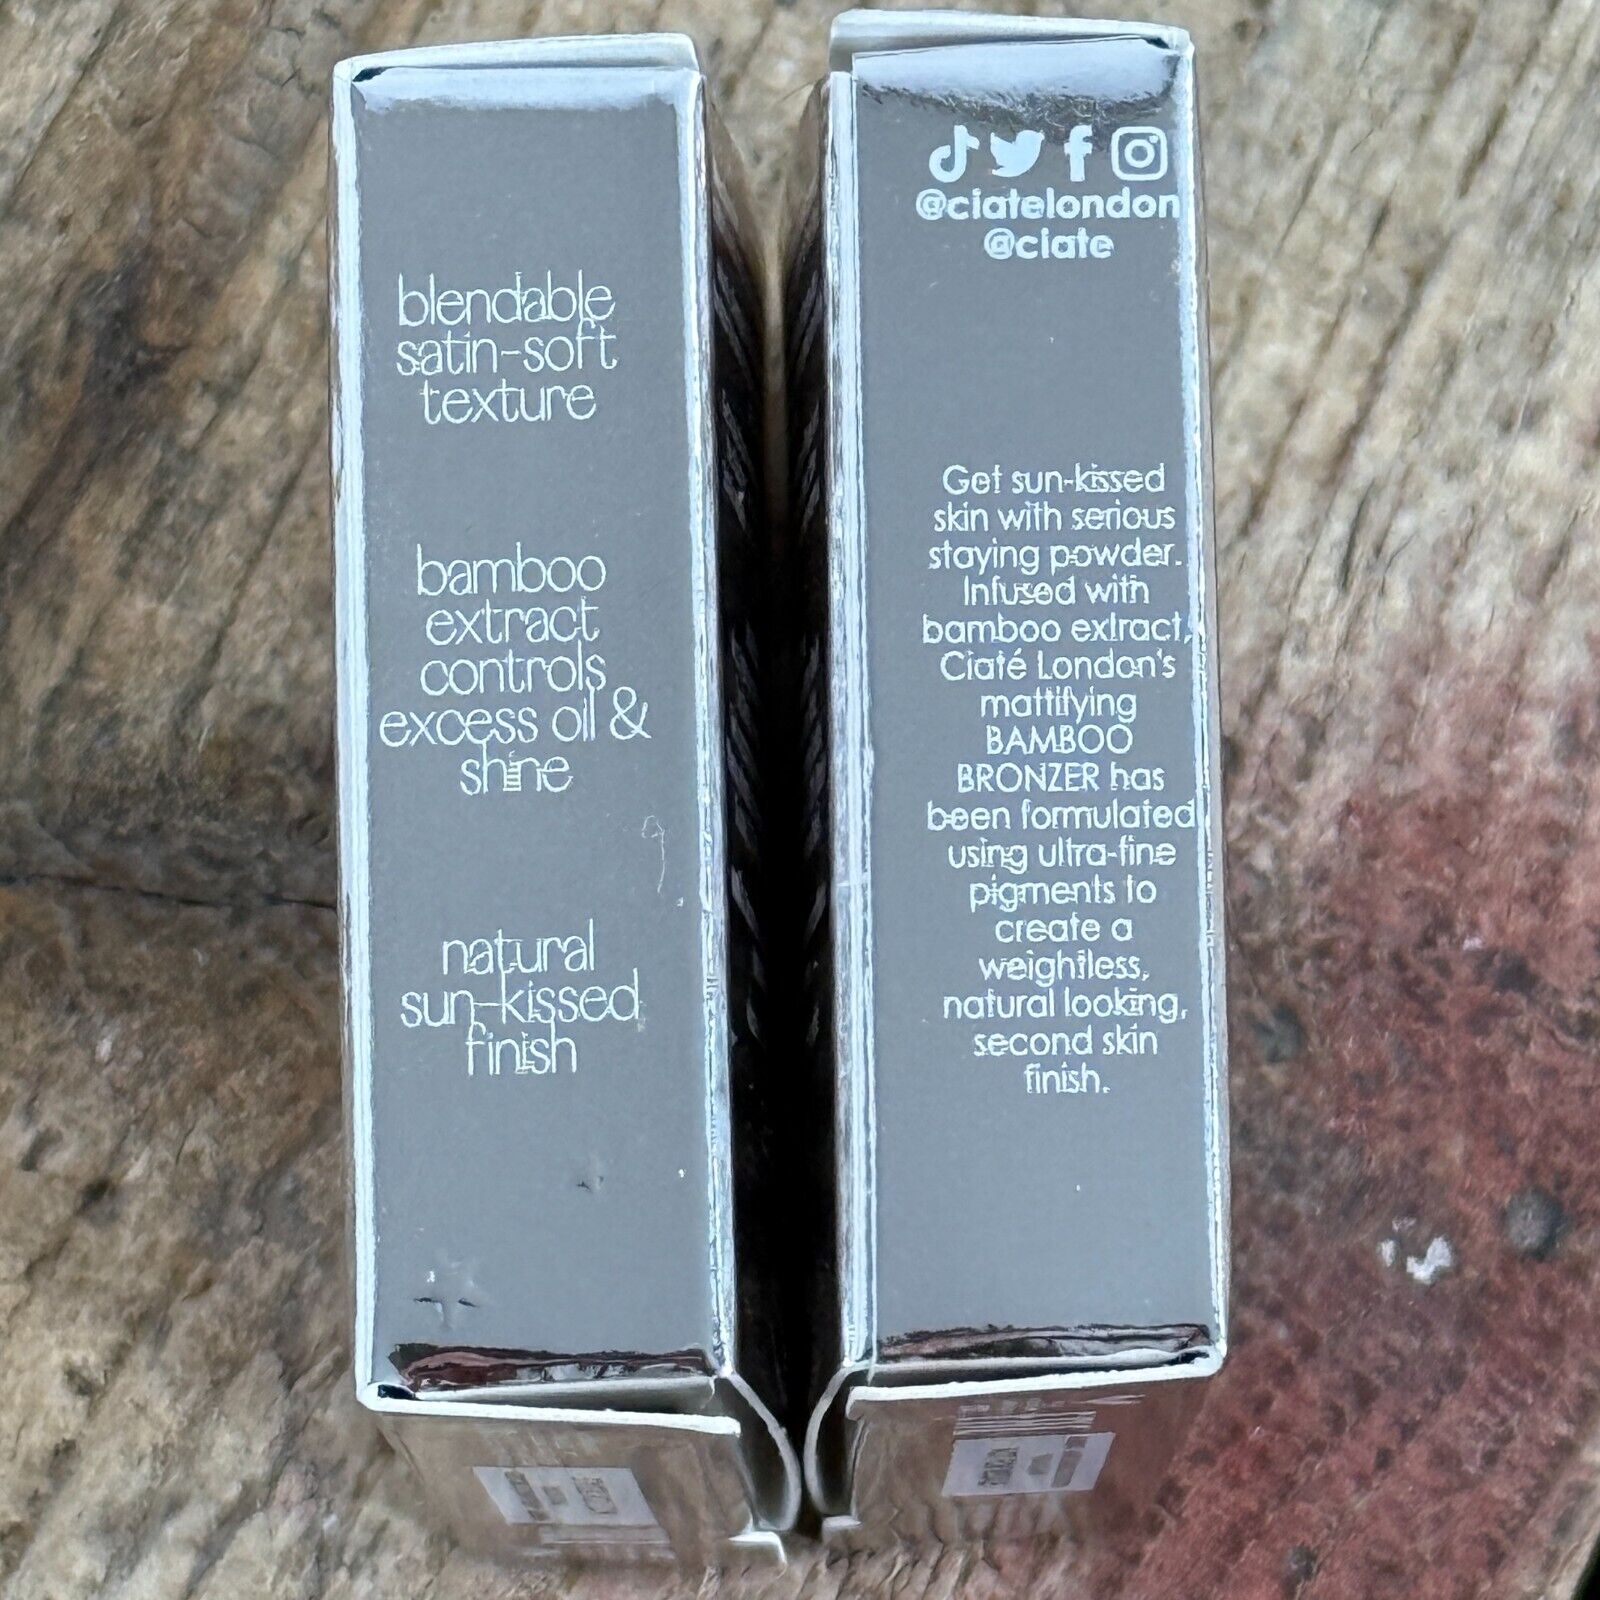 blendable
satin-soft
texture
bamboo
extract
controls
excess oil &
shine
natural
sun-kissed
finish
@ciatelondon
@ciate
Get sun-kissed
skin with serious
staying powder.
Infused with
bamboo extract,
Ciaté London's
mattifying
BAMBOO
BRONZER has
been formulated
using ultra-fine
pigments to
create a
weightless,
natural looking,
second skin
finish.